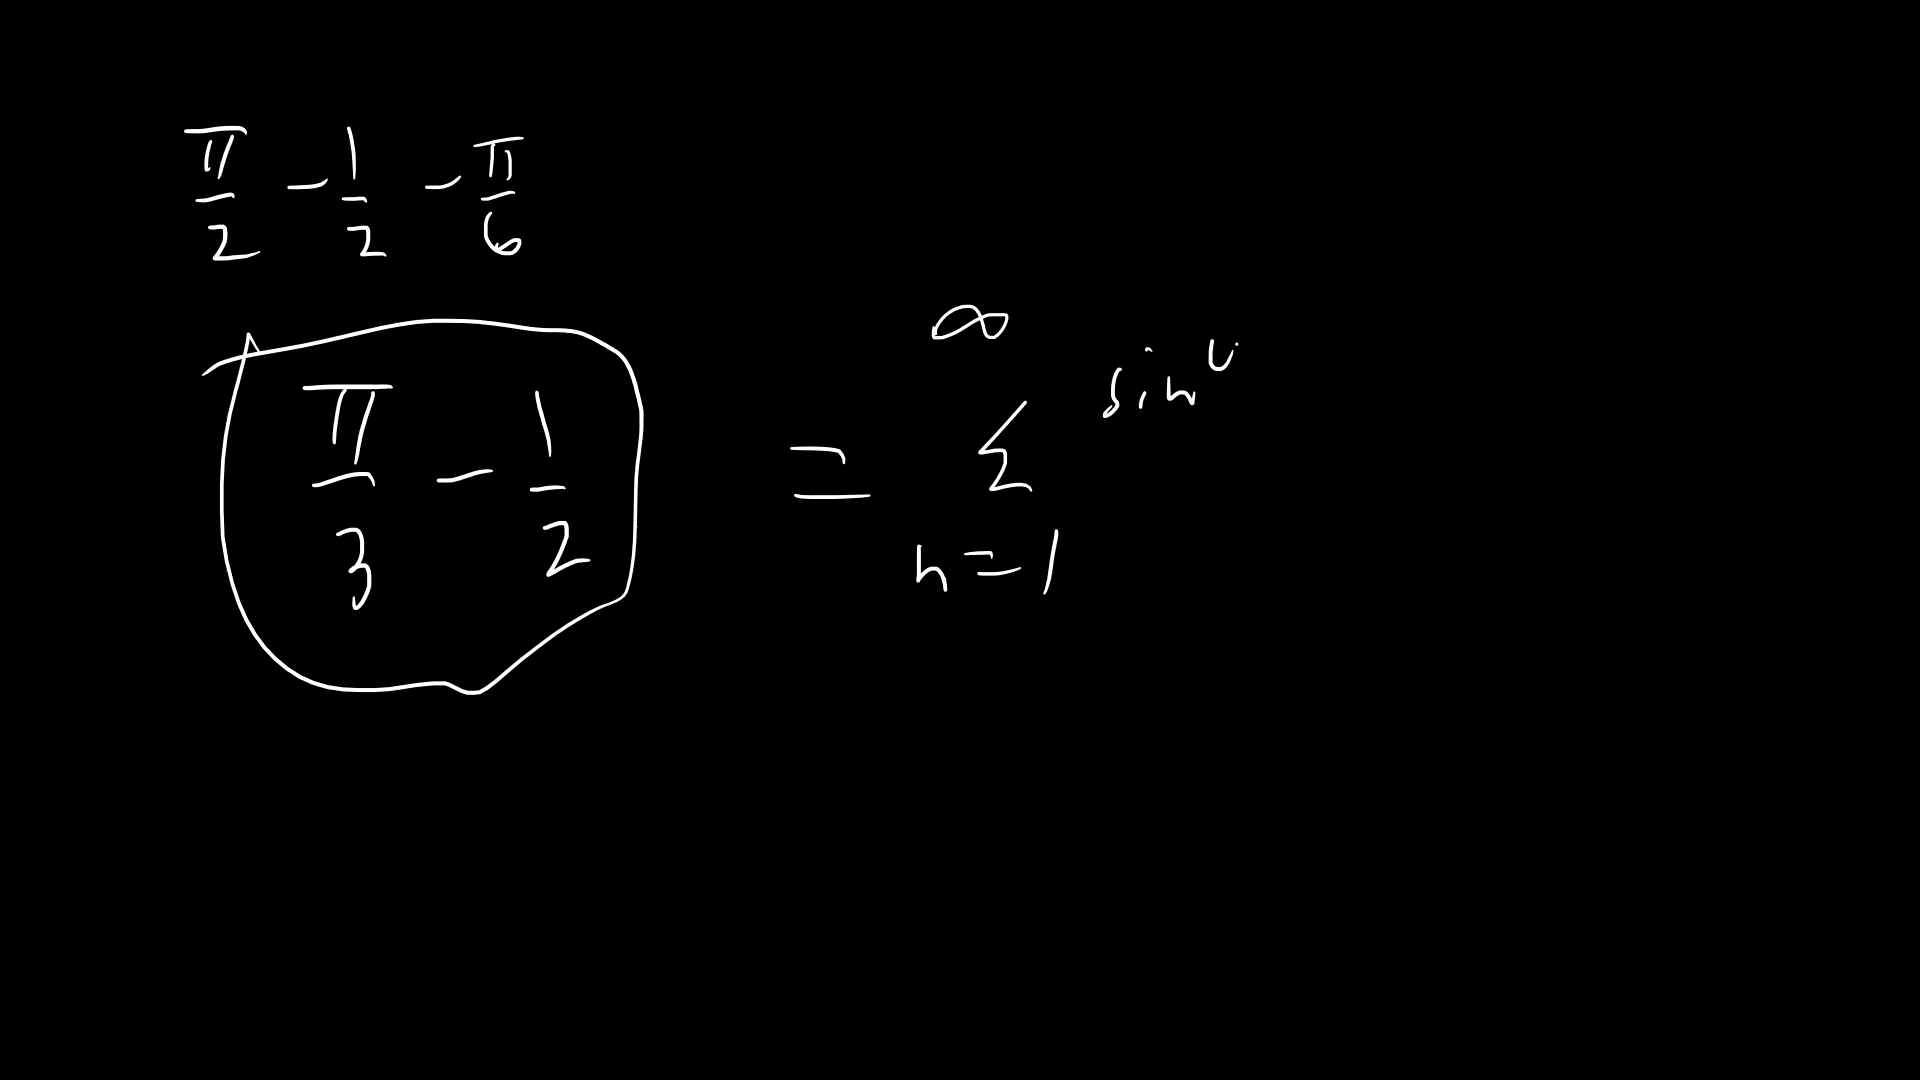 π/2 - 1/2 - π/6
π/3 - 1/2 = ∞ Σ n=1 sin